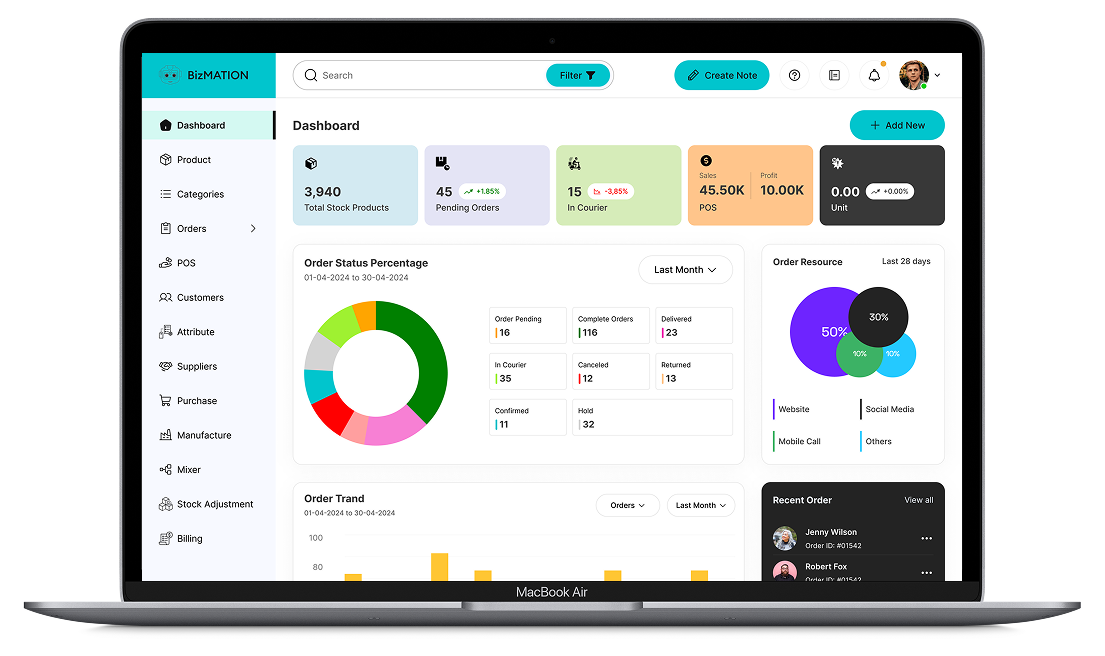 BizMATION
Search
Filter
Create Note
Dashboard
Product
Categories
Orders
POS
Customers
Attribute
Suppliers
Purchase
Manufacture
Mixer
Stock Adjustment
Billing
Dashboard
+ Add New
3,940
Total Stock Products
45 +1.85%
Pending Orders
15 -3,85%
In Courier
Sales Profit
45.50K 10.00K
POS
0.00 +0.00%
Unit
Order Status Percentage
01-04-2024 to 30-04-2024
Last Month
Order Pending
16
Complete Orders
116
Delivered
23
In Courier
35
Canceled
12
Returned
13
Confirmed
11
Hold
32
Order Resource Last 28 days
50%
30%
10%
10%
Website
Social Media
Mobile Call
Others
Order Trand
01-04-2024 to 30-04-2024
Orders
Last Month
100
80
Recent Order View all
Jenny Wilson
Order ID: #01542
Robert Fox
Order ID: #01542
MacBook Air